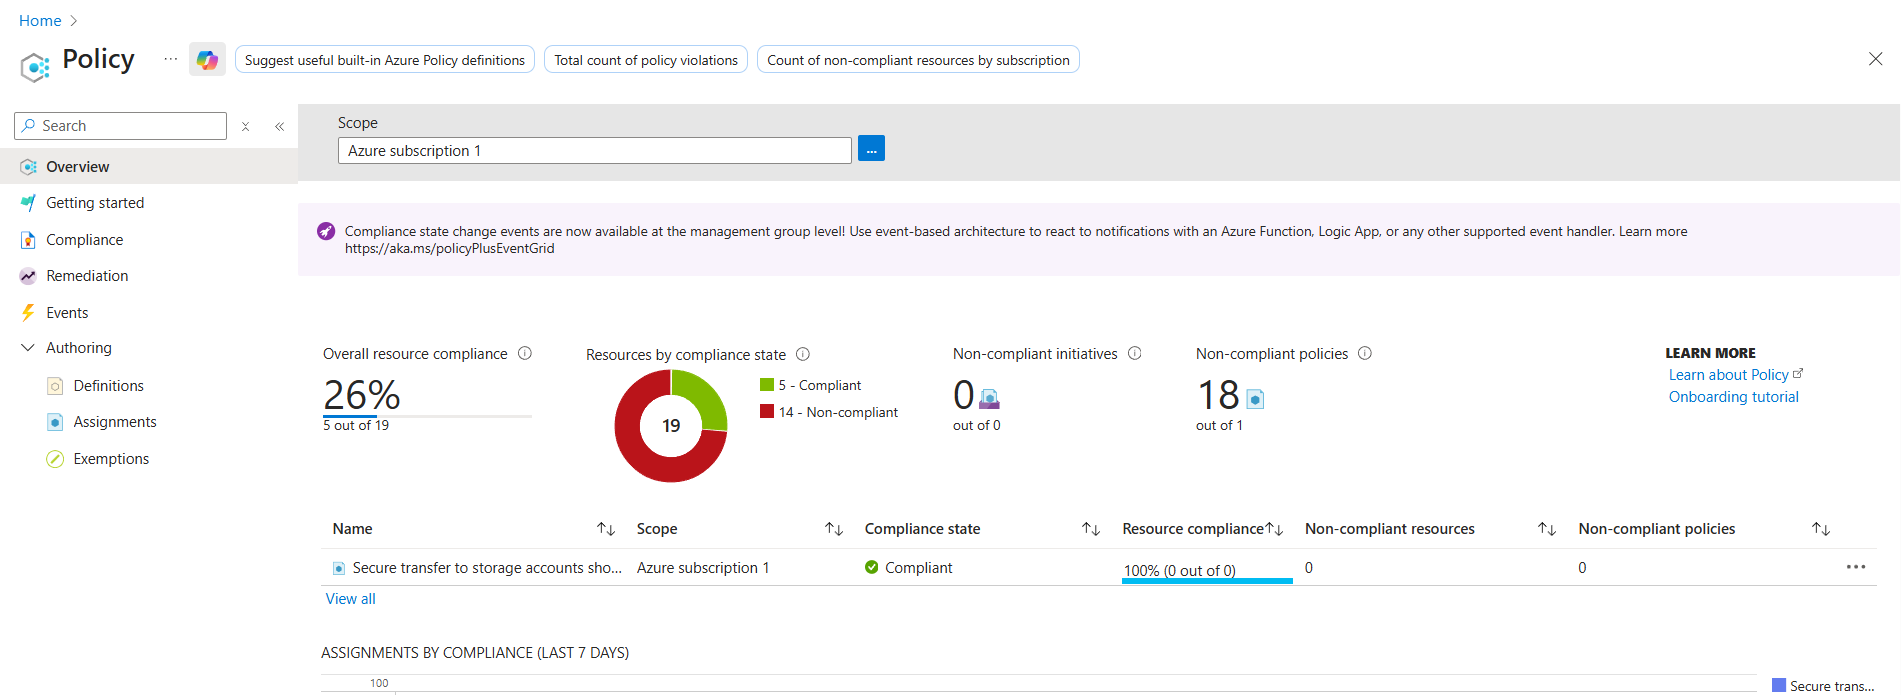 Home
Policy
Suggest useful built-in Azure Policy definitions
Total count of policy violations
Count of non-compliant resources by subscription
Search
Overview
Getting started
Compliance
Remediation
Events
Authoring
Definitions
Assignments
Exemptions
Scope
Azure subscription 1
...
Compliance state change events are now available at the management group level! Use event-based architecture to react to notifications with an Azure Function, Logic App, or any other supported event handler. Learn more
https://aka.ms/policyPlusEventGrid
Overall resource compliance
26%
5 out of 19
Resources by compliance state
19
5 - Compliant
14 - Non-compliant
Non-compliant initiatives
0
out of 0
Non-compliant policies
18
out of 1
LEARN MORE
Learn about Policy
Onboarding tutorial
Name Scope Compliance state Resource compliance Non-compliant resources Non-compliant policies
Secure transfer to storage accounts sho... Azure subscription 1 Compliant 100% (0 out of 0) 0 0
View all
ASSIGNMENTS BY COMPLIANCE (LAST 7 DAYS)
100
Secure trans...